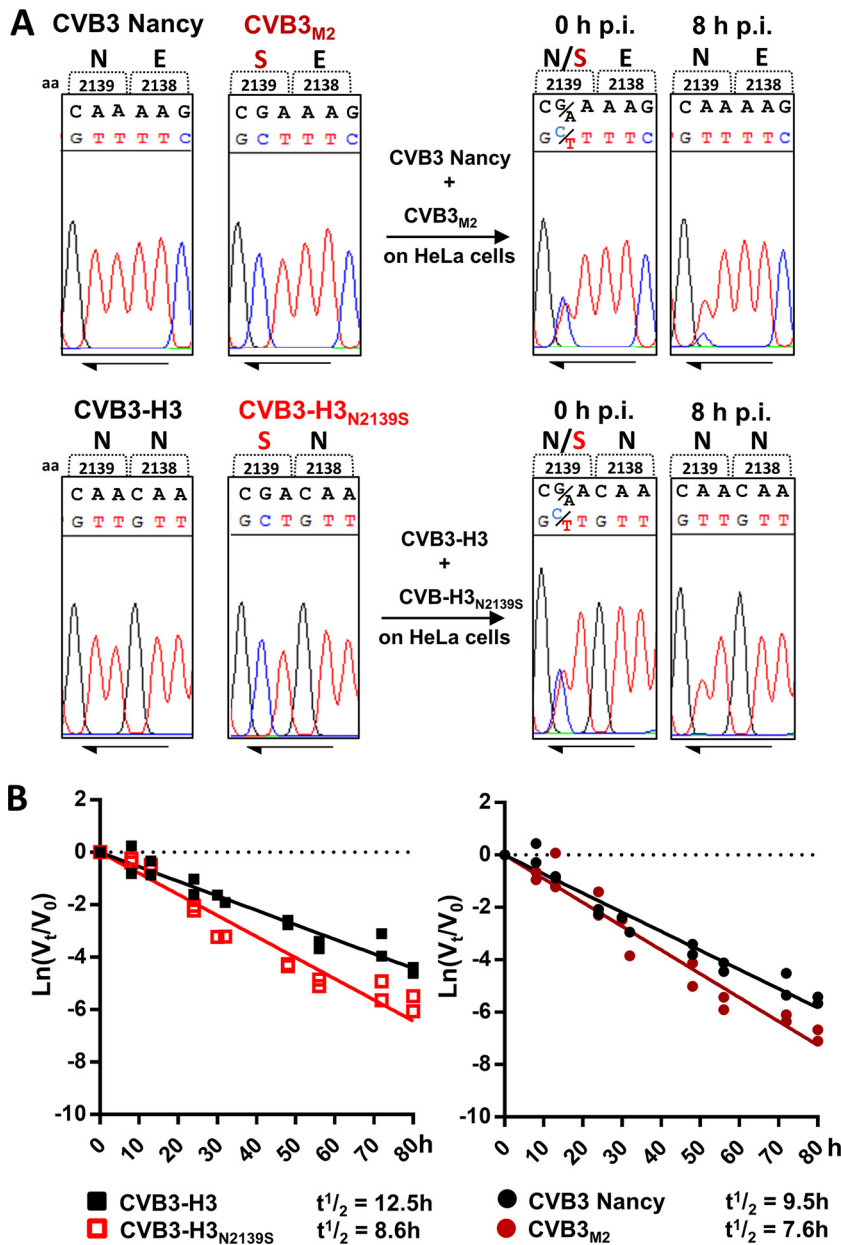 A
CVB3 Nancy CVB3M2 0 h p.i. 8 h p.i.
N E S E N/S E N E
aa 2139 2138 2139 2138 2139 2138 2139 2138
C A A A A G C G A A A G C G/A A A A G C A A A A G
G T T T T C G C T T T C G C/T T T T C G T T T T C
CVB3 Nancy
+
CVB3M2
on HeLa cells
CVB3-H3 CVB3-H3N2139S 0 h p.i. 8 h p.i.
N N S N N/S N N N
aa 2139 2138 2139 2138 2139 2138 2139 2138
C A A C A A C G A C A A C G/A A C A A C A A C A A
G T T G T T G C T G T T G C/T T G T T G T T G T T
CVB3-H3
+
CVB-H3N2139S
on HeLa cells
B
2
0
-2
-4
-6
-8
-10
Ln(Vt/V0)
0 10 20 30 40 50 60 70 80 h
CVB3-H3 t1/2 = 12.5h
CVB3-H3N2139S t1/2 = 8.6h
2
0
-2
-4
-6
-8
-10
Ln(Vt/V0)
0 10 20 30 40 50 60 70 80 h
CVB3 Nancy t1/2 = 9.5h
CVB3M2 t1/2 = 7.6h